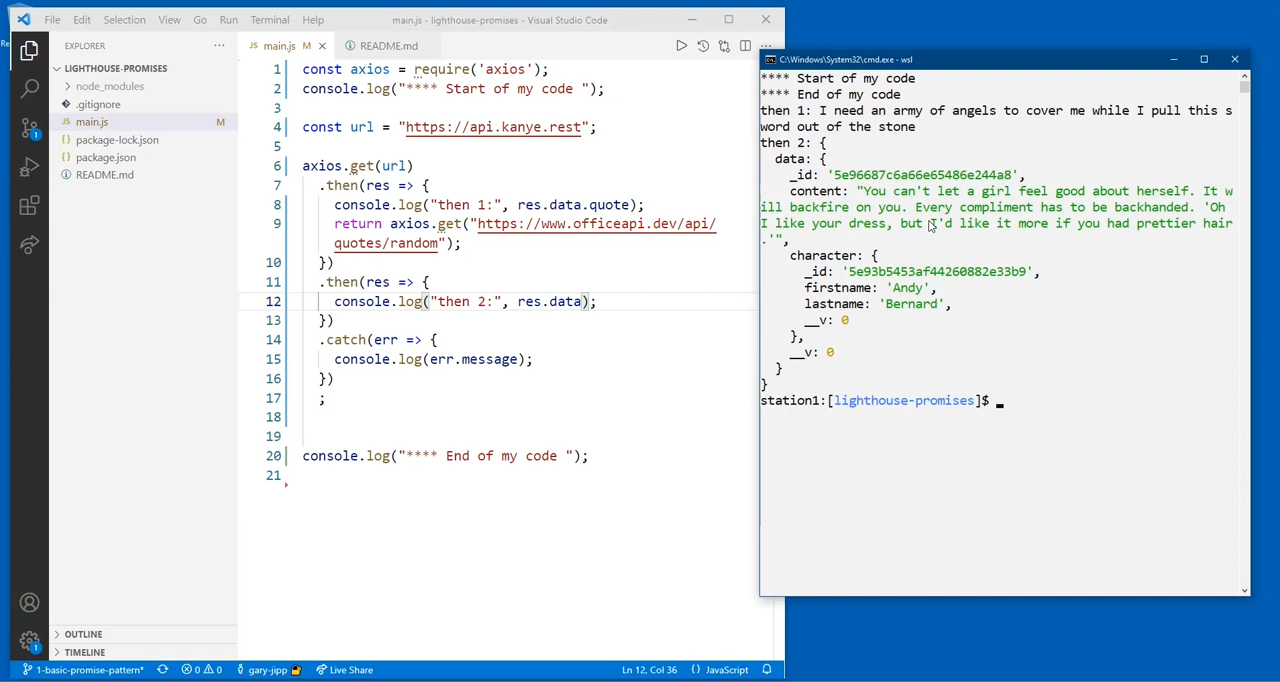 Re
File Edit Selection View Go Run Terminal Help
main.js - lighthouse-promises - Visual Studio Code
EXPLORER
LIGHTHOUSE-PROMISES
node_modules
.gitignore
main.js M
package-lock.json
package.json
README.md
OUTLINE
TIMELINE
1
1
JS main.js M
README.md
1 const axios = require('axios');
2 console.log("**** Start of my code ");
3
4 const url = "https://api.kanye.rest";
5
6 axios.get(url)
7 .then(res => {
8 console.log("then 1:", res.data.quote);
9 return axios.get("https://www.officeapi.dev/api/
quotes/random");
10 })
11 .then(res => {
12 console.log("then 2:", res.data);
13 })
14 .catch(err => {
15 console.log(err.message);
16 })
17 ;
18
19
20 console.log("**** End of my code ");
21
1-basic-promise-pattern* 0 0 gary-jipp Live Share Ln 12, Col 36 {} JavaScript
C:\Windows\System32\cmd.exe - wsl
**** Start of my code
**** End of my code
then 1: I need an army of angels to cover me while I pull this s
word out of the stone
then 2: {
data: {
_id: '5e96687c6a66e65486e244a8',
content: "You can't let a girl feel good about herself. It w
ill backfire on you. Every compliment has to be backhanded. 'Oh
I like your dress, but I'd like it more if you had prettier hair
.'",
character: {
_id: '5e93b5453af44260882e33b9',
firstname: 'Andy',
lastname: 'Bernard',
__v: 0
},
__v: 0
}
}
station1:[lighthouse-promises]$